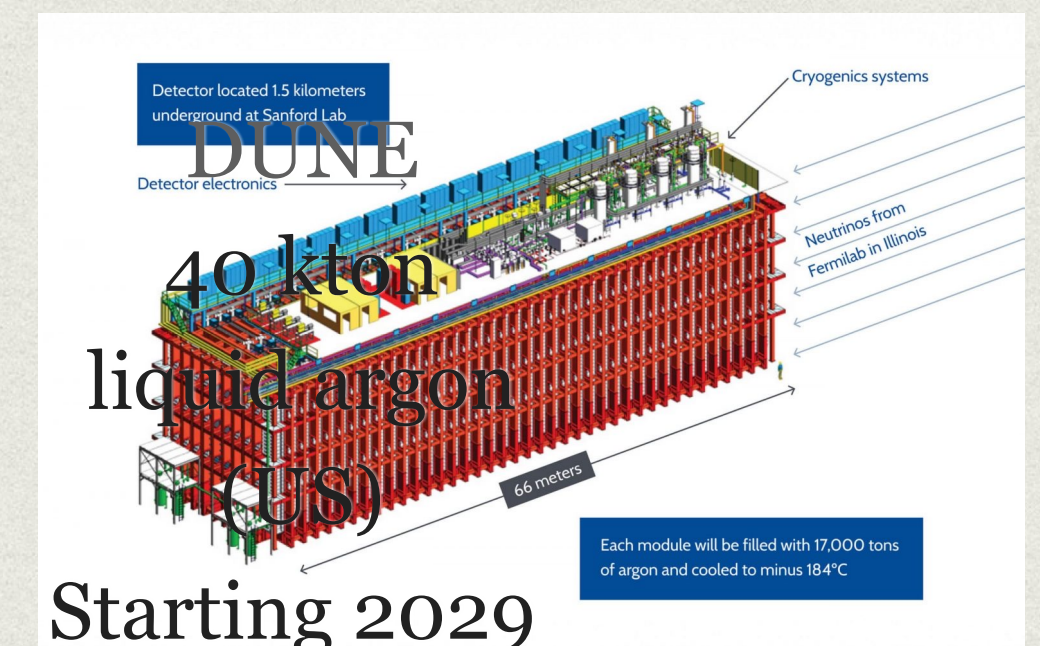 Detector located 1.5 kilometers
underground at Sanford Lab
DUNE
Cryogenics systems
Detector electronics
Neutrinos from
Fermilab in Illinois
40 kton
liquid argon
(US)
66 meters
Each module will be filled with 17,000 tons
of argon and cooled to minus 184°C
Starting 2029